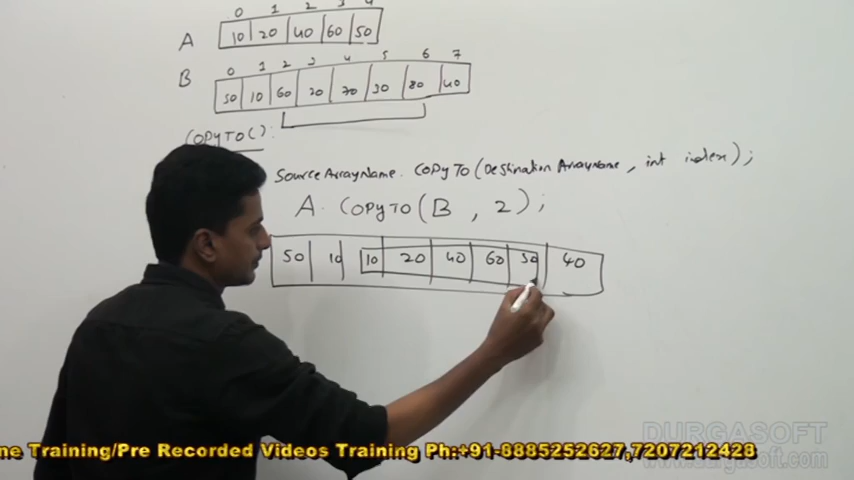 0 1 2 3 4
A 10 20 40 60 50
0 1 2 3 4 5 6 7
B 50 10 60 20 70 30 80 40
COPYTO():
SourceArrayName. COPYTO(Destination ArrayName, int index);
A. COPYTO(B, 2);
50 10 10 20 40 60 50 40
DURGASOFT
www.durgasoft.com
ne Training/Pre Recorded Videos Training Ph:+91-8885252627,7207212428